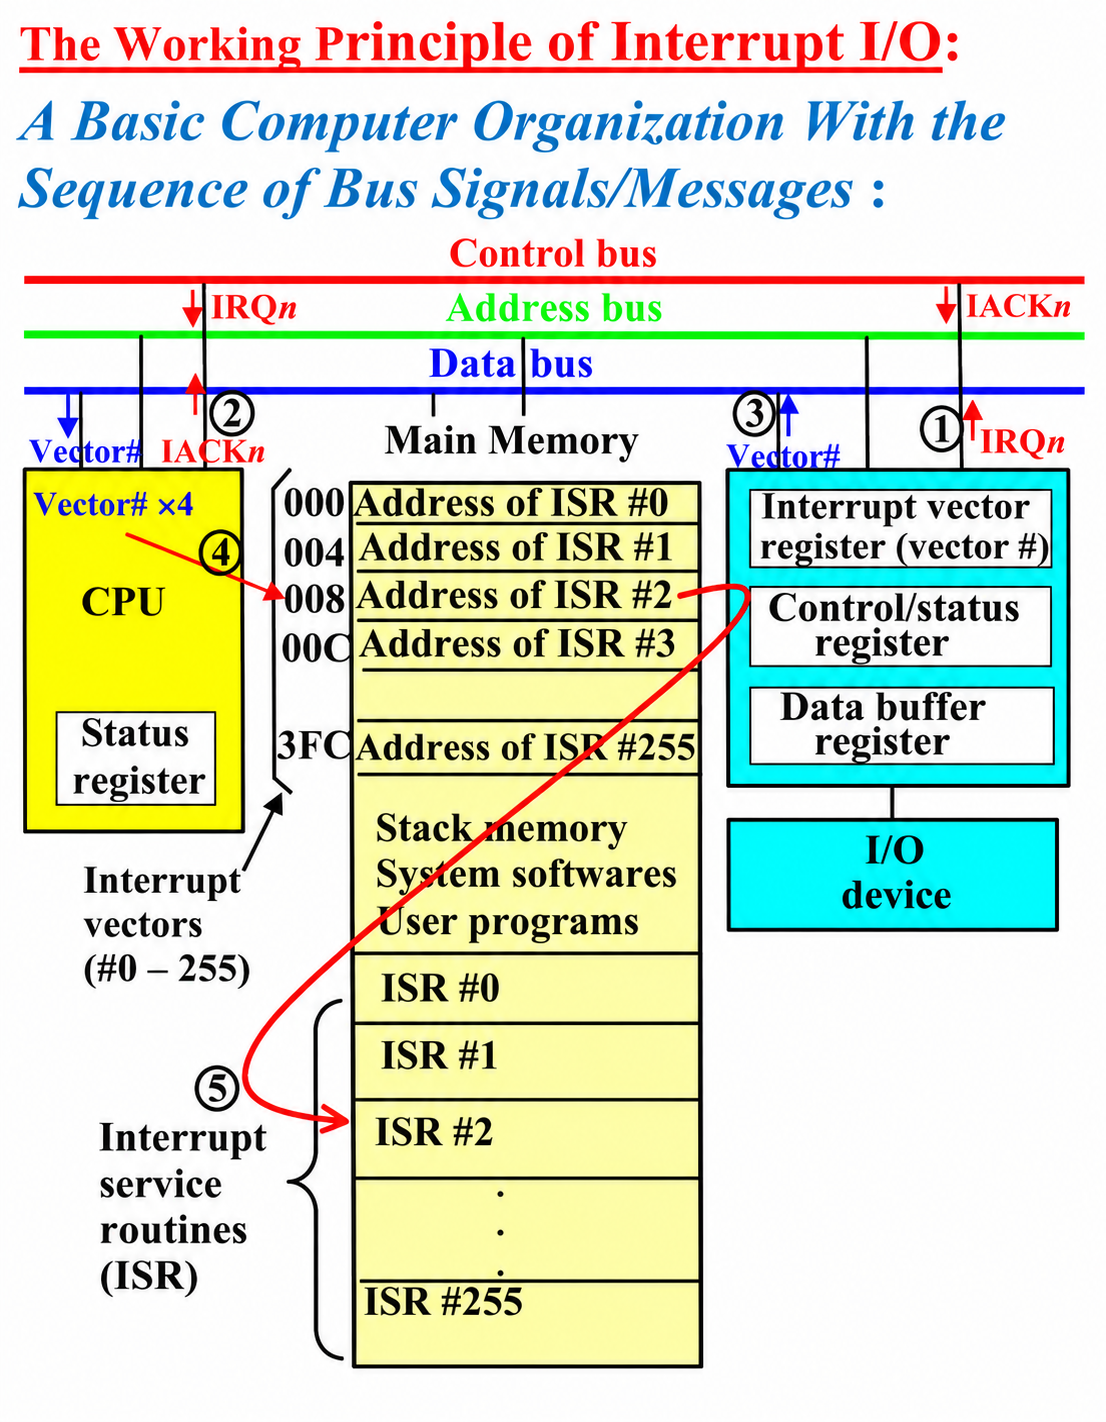 The Working Principle of Interrupt I/O:
A Basic Computer Organization With the
Sequence of Bus Signals/Messages :
Control bus
IRQn
Address bus
IACKn
Data bus
2
3
1
Vector#
IACKn
Main Memory
Vector#
IRQn
Vector# ×4
4
CPU
Status
register
000
Address of ISR #0
004
Address of ISR #1
008
Address of ISR #2
00C
Address of ISR #3
3FC
Address of ISR #255
Interrupt vector
register (vector #)
Control/status
register
Data buffer
register
I/O
device
Interrupt
vectors
(#0 – 255)
Stack memory
System softwares
User programs
ISR #0
ISR #1
ISR #2
.
.
.
ISR #255
5
Interrupt
service
routines
(ISR)